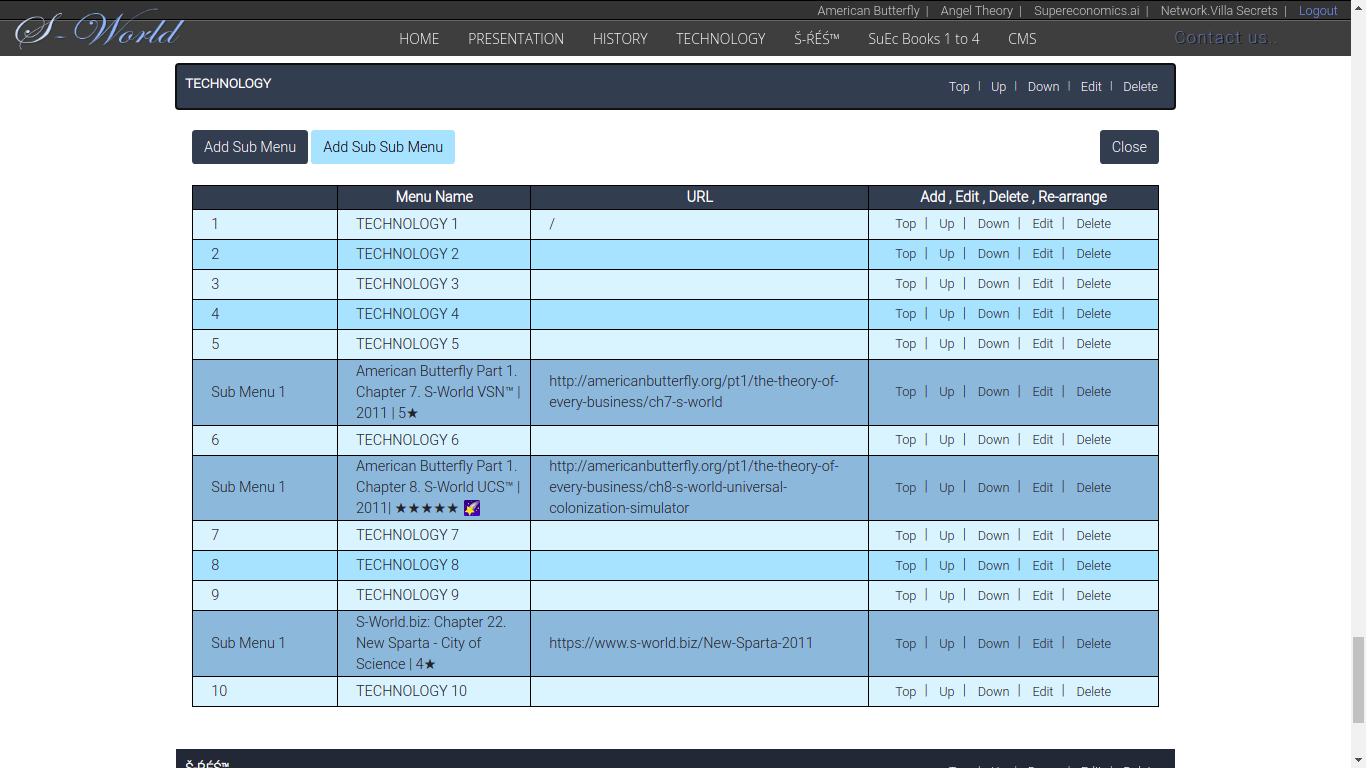 American Butterfly | Angel Theory | Supereconomics.ai | Network.Villa Secrets | Logout
S-World
HOME PRESENTATION HISTORY TECHNOLOGY Š-ŔÉŚ™ SuEc Books 1 to 4 CMS Contact us..
TECHNOLOGY Top | Up | Down | Edit | Delete
Add Sub Menu Add Sub Sub Menu Close
Menu Name URL Add , Edit , Delete , Re-arrange
1 TECHNOLOGY 1 / Top | Up | Down | Edit | Delete
2 TECHNOLOGY 2 Top | Up | Down | Edit | Delete
3 TECHNOLOGY 3 Top | Up | Down | Edit | Delete
4 TECHNOLOGY 4 Top | Up | Down | Edit | Delete
5 TECHNOLOGY 5 Top | Up | Down | Edit | Delete
Sub Menu 1
American Butterfly Part 1.
Chapter 7. S-World VSN™ |
2011 | 5★
http://americanbutterfly.org/pt1/the-theory-of-
every-business/ch7-s-world
Top | Up | Down | Edit | Delete
6 TECHNOLOGY 6 Top | Up | Down | Edit | Delete
Sub Menu 1
American Butterfly Part 1.
Chapter 8. S-World UCS™ |
2011| ★★★★★ 🌠
http://americanbutterfly.org/pt1/the-theory-of-
every-business/ch8-s-world-universal-
colonization-simulator
Top | Up | Down | Edit | Delete
7 TECHNOLOGY 7 Top | Up | Down | Edit | Delete
8 TECHNOLOGY 8 Top | Up | Down | Edit | Delete
9 TECHNOLOGY 9 Top | Up | Down | Edit | Delete
Sub Menu 1
S-World.biz: Chapter 22.
New Sparta - City of
Science | 4★
https://www.s-world.biz/New-Sparta-2011
Top | Up | Down | Edit | Delete
10 TECHNOLOGY 10 Top | Up | Down | Edit | Delete
Š-ŔÉŚ™